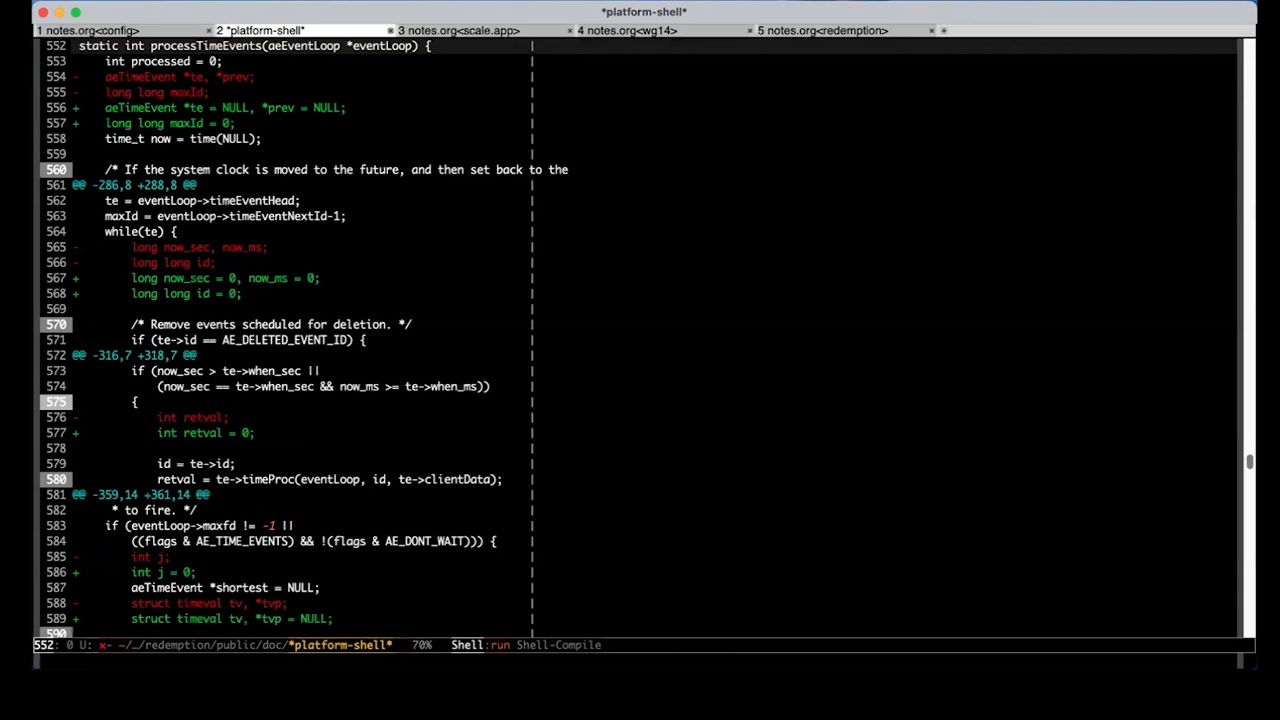 *platform-shell*
1 notes.org<config> × 2 *platform-shell* × 3 notes.org<scale.app> × 4 notes.org<wg14> × 5 notes.org<redemption> ×
552 static int processTimeEvents(aeEventLoop *eventLoop) {
553     int processed = 0;
554 -    aeTimeEvent *te, *prev;
555 -    long long maxId;
556 +    aeTimeEvent *te = NULL, *prev = NULL;
557 +    long long maxId = 0;
558     time_t now = time(NULL);
559
560     /* If the system clock is moved to the future, and then set back to the
561 @@ -286,8 +288,8 @@
562     te = eventLoop->timeEventHead;
563     maxId = eventLoop->timeEventNextId-1;
564     while(te) {
565 -        long now_sec, now_ms;
566 -        long long id;
567 +        long now_sec = 0, now_ms = 0;
568 +        long long id = 0;
569
570         /* Remove events scheduled for deletion. */
571         if (te->id == AE_DELETED_EVENT_ID) {
572 @@ -316,7 +318,7 @@
573         if (now_sec > te->when_sec ||
574             (now_sec == te->when_sec && now_ms >= te->when_ms))
575         {
576 -            int retval;
577 +            int retval = 0;
578
579             id = te->id;
580             retval = te->timeProc(eventLoop, id, te->clientData);
581 @@ -359,14 +361,14 @@
582      * to fire. */
583     if (eventLoop->maxfd != -1 ||
584         ((flags & AE_TIME_EVENTS) && !(flags & AE_DONT_WAIT))) {
585 -        int j;
586 +        int j = 0;
587         aeTimeEvent *shortest = NULL;
588 -        struct timeval tv, *tvp;
589 +        struct timeval tv, *tvp = NULL;
590
552: 0 U: ×- ~/…/redemption/public/doc/*platform-shell* 70% Shell:run Shell-Compile